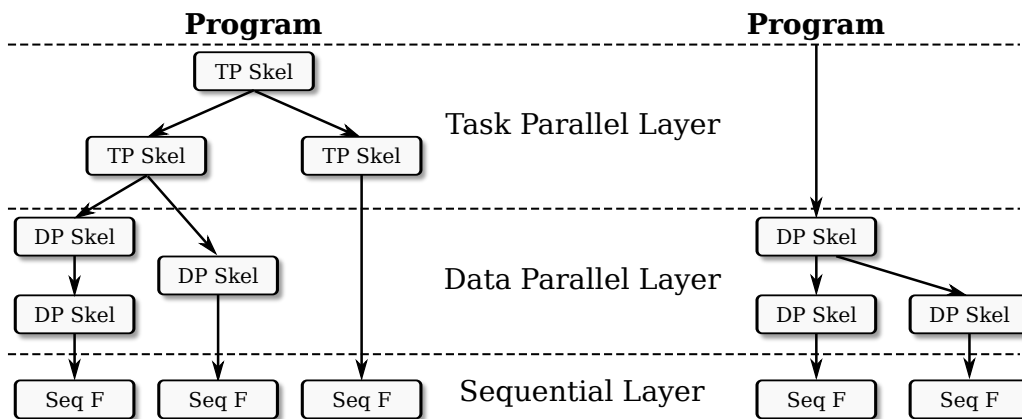 Program Program
TP Skel
Task Parallel Layer
TP Skel TP Skel
DP Skel DP Skel
DP Skel
Data Parallel Layer
DP Skel DP Skel DP Skel
Seq F Seq F Seq F Sequential Layer Seq F Seq F